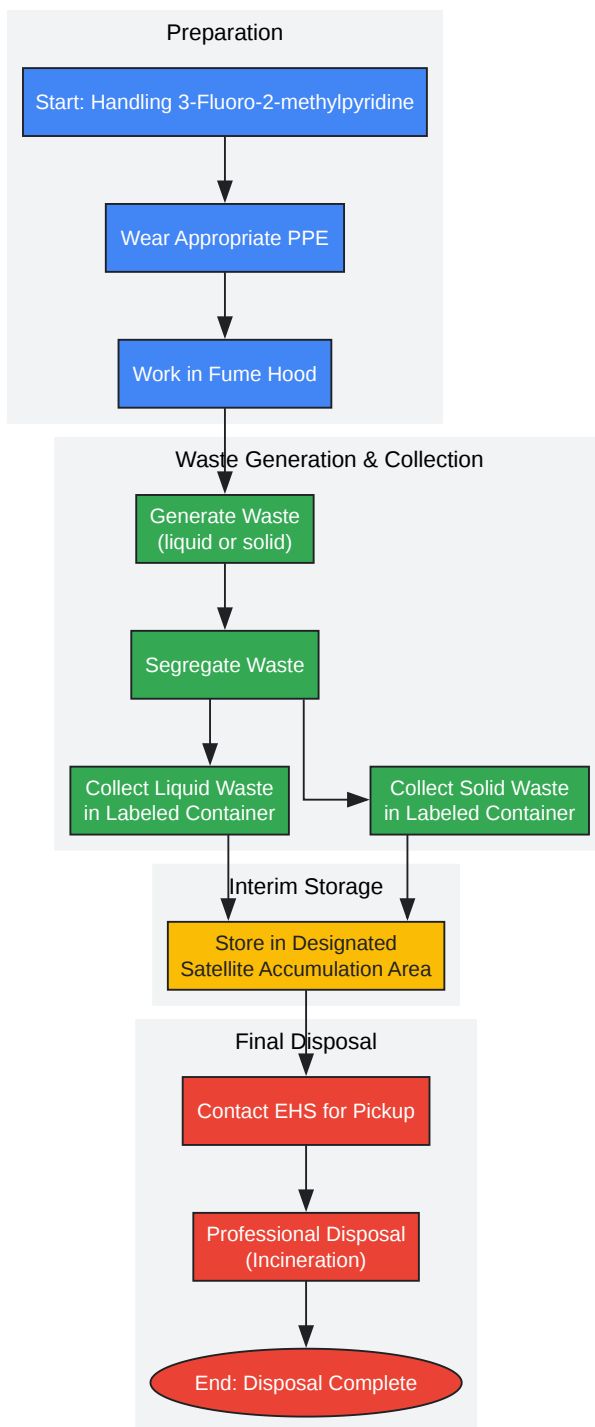 Preparation
Start: Handling 3-Fluoro-2-methylpyridine
Wear Appropriate PPE
Work in Fume Hood
Waste Generation & Collection
Generate Waste
(liquid or solid)
Segregate Waste
Collect Liquid Waste
in Labeled Container
Collect Solid Waste
in Labeled Container
Interim Storage
Store in Designated
Satellite Accumulation Area
Final Disposal
Contact EHS for Pickup
Professional Disposal
(Incineration)
End: Disposal Complete